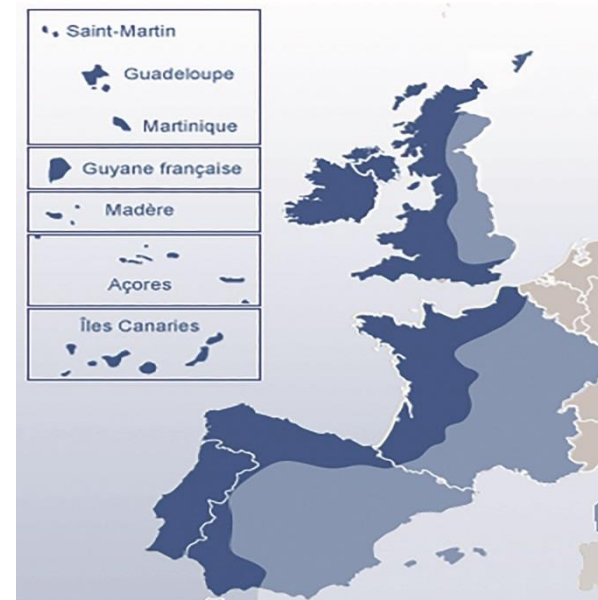 Saint-Martin
Guadeloupe
Martinique
Guyane française
Madère
Açores
Îles Canaries